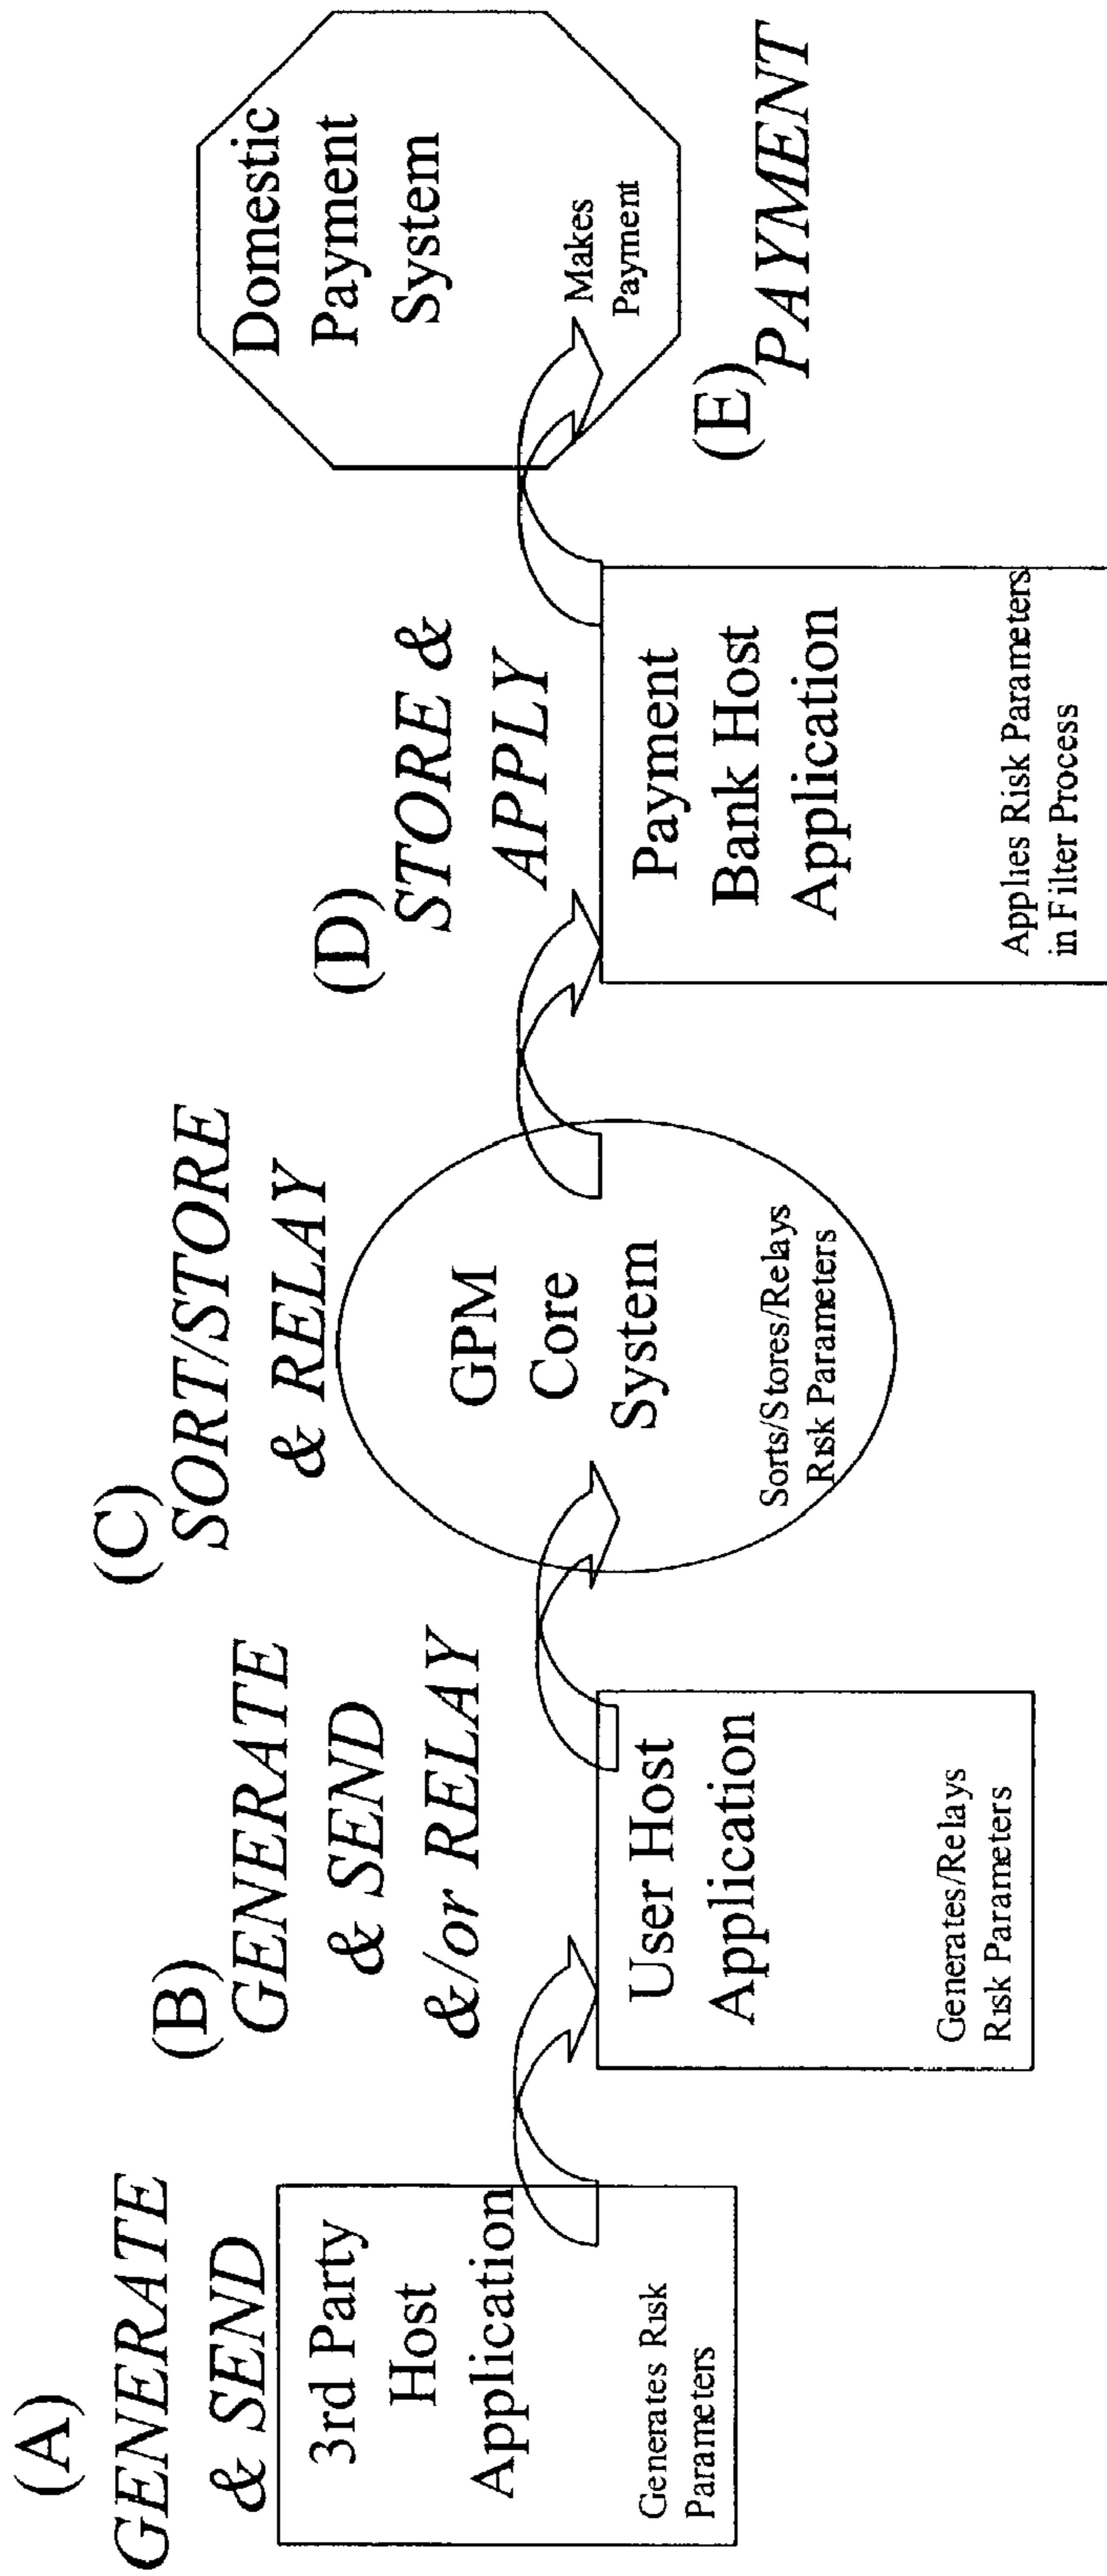 (A)
GENERATE
& SEND
3rd Party
Host
Application
Generates Risk
Parameters
(B)
GENERATE
& SEND
&/or RELAY
User Host
Application
Generates/Relays
Risk Parameters
(C)
SORT/STORE
& RELAY
GPM
Core
System
Sorts/Stores/Relays
Risk Parameters
(D)
STORE &
APPLY
Payment
Bank Host
Application
Applies Risk Parameters
in Filter Process
Domestic
Payment
System
Makes
Payment
(E)
PAYMENT